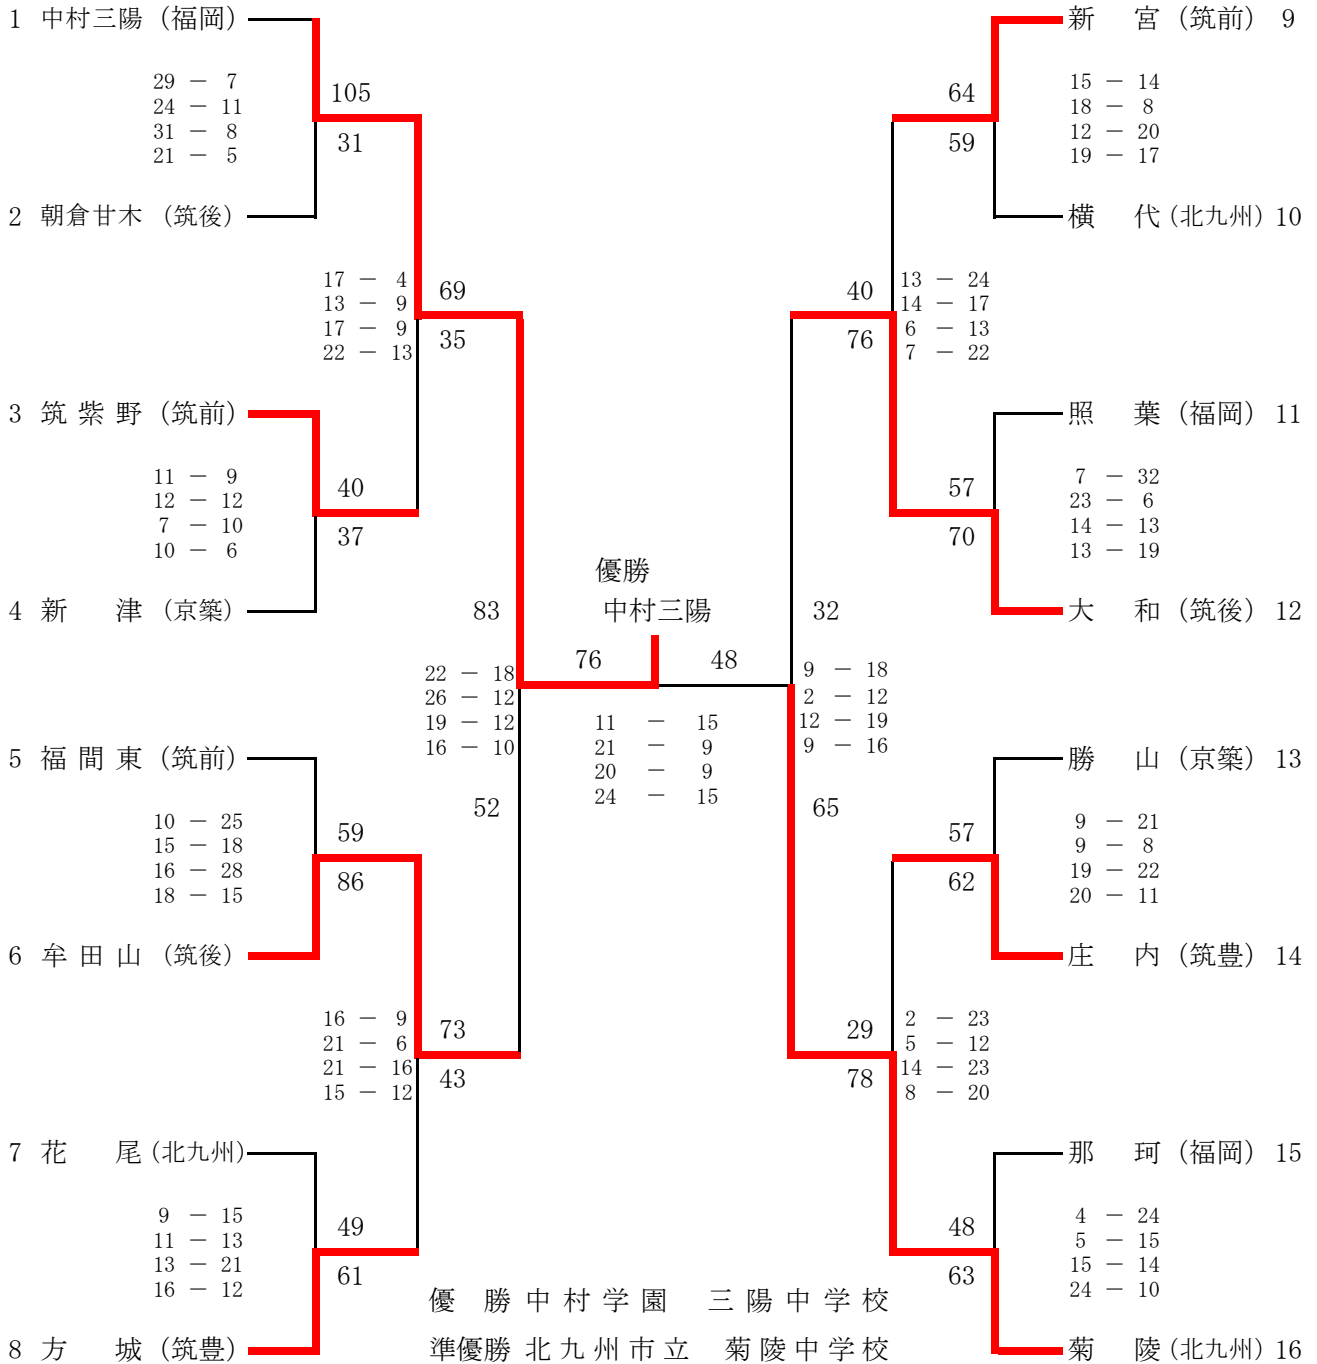 1 中村三陽 (福岡)
29 － 7
24 － 11
31 － 8
21 － 5
105
31
2 朝倉甘木 (筑後)
17 － 4
13 － 9
17 － 9
22 － 13
69
35
3 筑紫野 (筑前)
11 － 9
12 － 12
7 － 10
10 － 6
40
37
4 新 津 (京築)
83
22 － 18
26 － 12
19 － 12
16 － 10
52
5 福間東 (筑前)
10 － 25
15 － 18
16 － 28
18 － 15
59
86
6 牟田山 (筑後)
16 － 9
21 － 6
21 － 16
15 － 12
73
43
7 花 尾 (北九州)
9 － 15
11 － 13
13 － 21
16 － 12
49
61
8 方 城 (筑豊)
優勝
中村三陽
76 48
11 － 15
21 － 9
20 － 9
24 － 15
新 宮 (筑前) 9
64
59
15 － 14
18 － 8
12 － 20
19 － 17
横 代 (北九州) 10
40
76
13 － 24
14 － 17
6 － 13
7 － 22
照 葉 (福岡) 11
57
70
7 － 32
23 － 6
14 － 13
13 － 19
大 和 (筑後) 12
32
9 － 18
2 － 12
12 － 19
9 － 16
65
勝 山 (京築) 13
57
62
9 － 21
9 － 8
19 － 22
20 － 11
庄 内 (筑豊) 14
29
78
2 － 23
5 － 12
14 － 23
8 － 20
那 珂 (福岡) 15
48
63
4 － 24
5 － 15
15 － 14
24 － 10
菊 陵 (北九州) 16
優 勝 中村学園 三陽中学校
準優勝 北九州市立 菊陵中学校